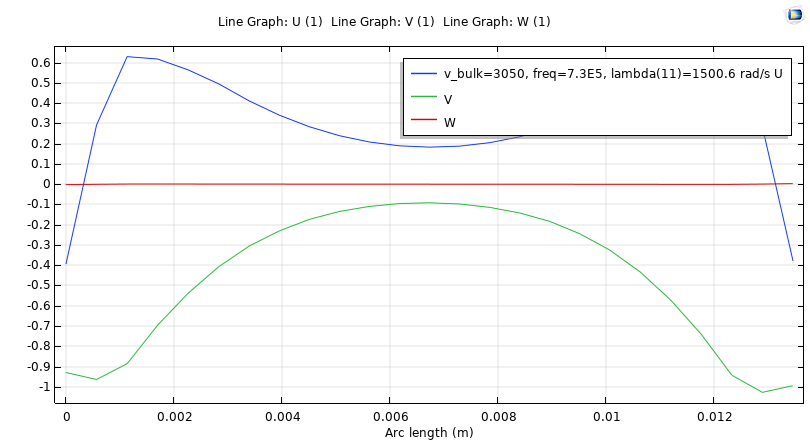 Line Graph: U (1)  Line Graph: V (1)  Line Graph: W (1)
v_bulk=3050, freq=7.3E5, lambda(11)=1500.6 rad/s U
V
W
0.6
0.5
0.4
0.3
0.2
0.1
0
-0.1
-0.2
-0.3
-0.4
-0.5
-0.6
-0.7
-0.8
-0.9
-1
0 0.002 0.004 0.006 0.008 0.01 0.012
Arc length (m)